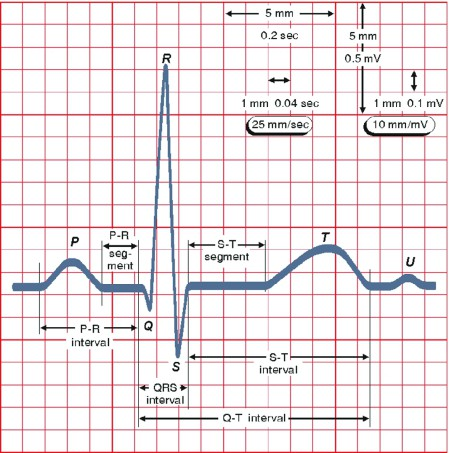 5 mm
0.2 sec
5 mm
0.5 mV
1 mm 0.04 sec
25 mm/sec
1 mm 0.1 mV
10 mm/mV
R
P
P-R
seg-
ment
S-T
segment
T
U
P-R
interval
Q
S
S-T
interval
QRS
interval
Q-T interval